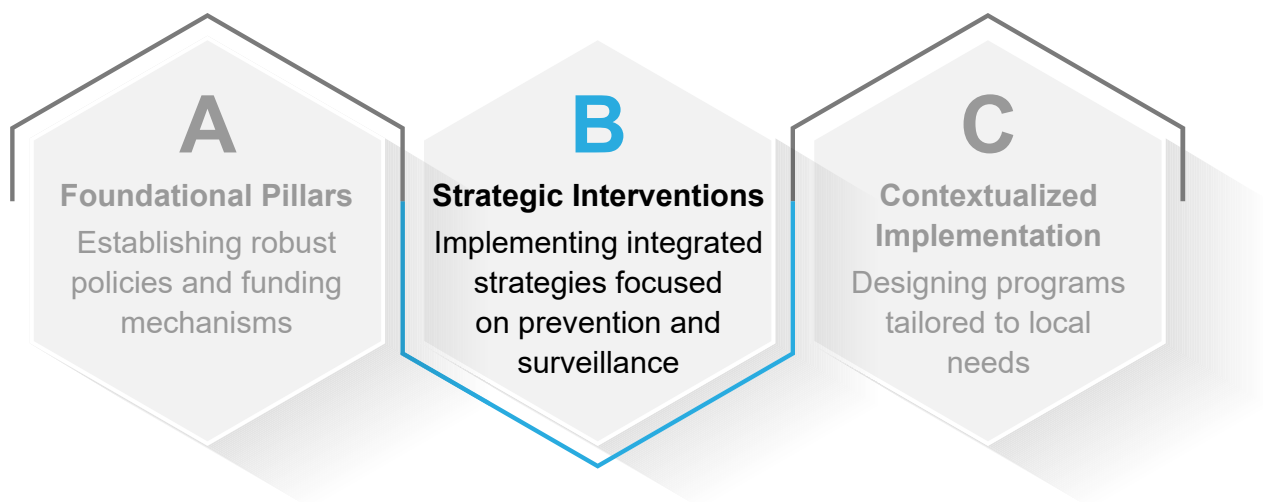 A
Foundational Pillars
Establishing robust
policies and funding
mechanisms
B
Strategic Interventions
Implementing integrated
strategies focused
on prevention and
surveillance
C
Contextualized
Implementation
Designing programs
tailored to local
needs